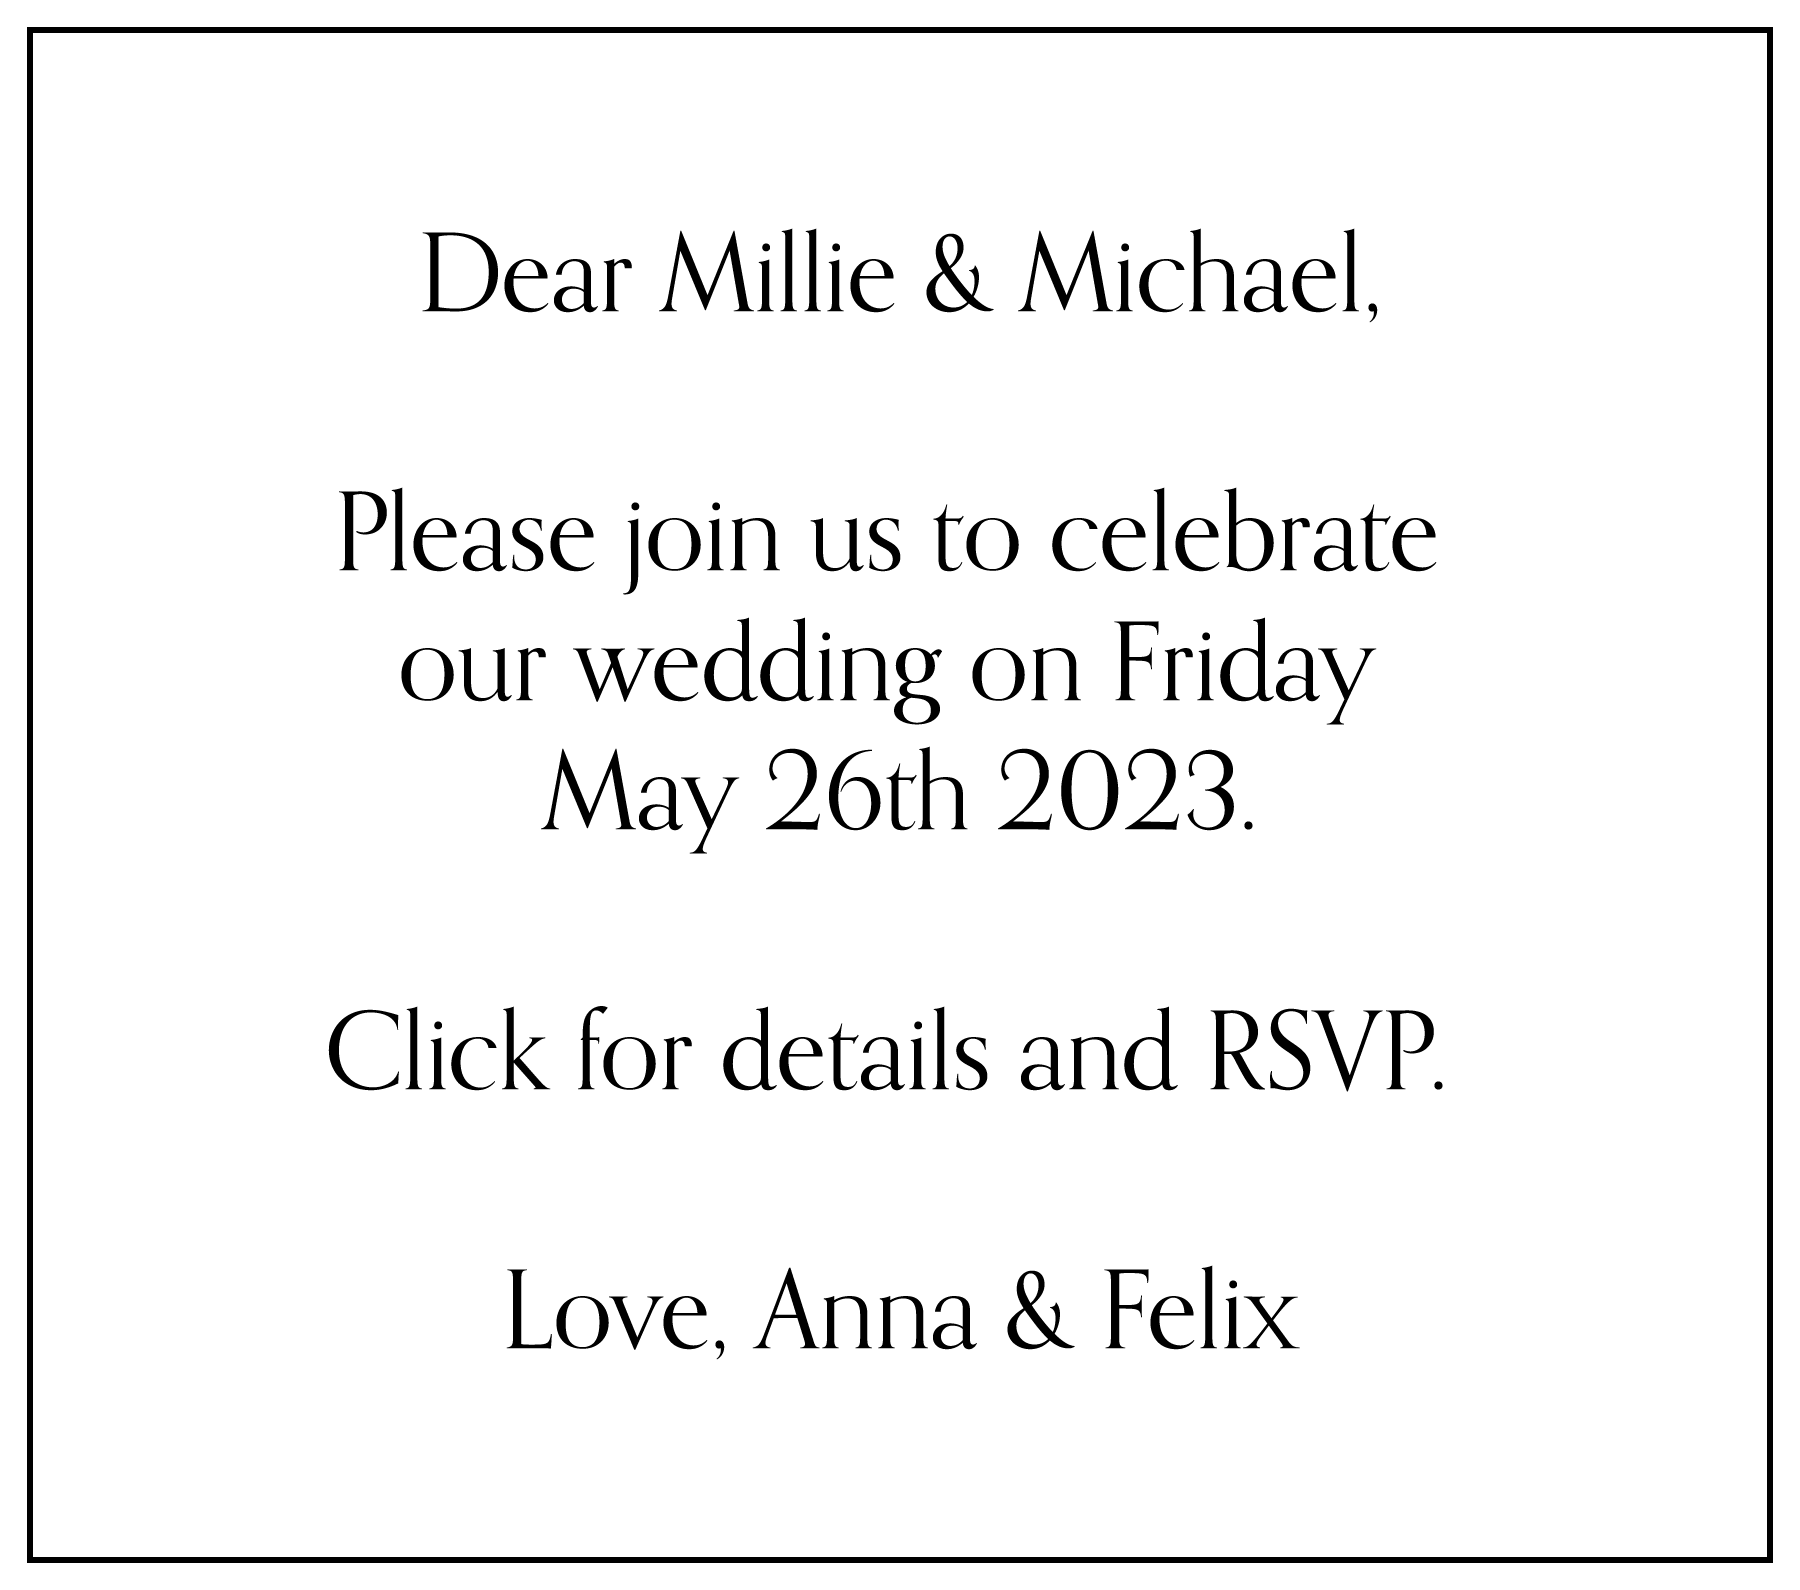 Dear Millie & Michael,
Please join us to celebrate
our wedding on Friday
May 26th 2023.
Click for details and RSVP.
Love, Anna & Felix